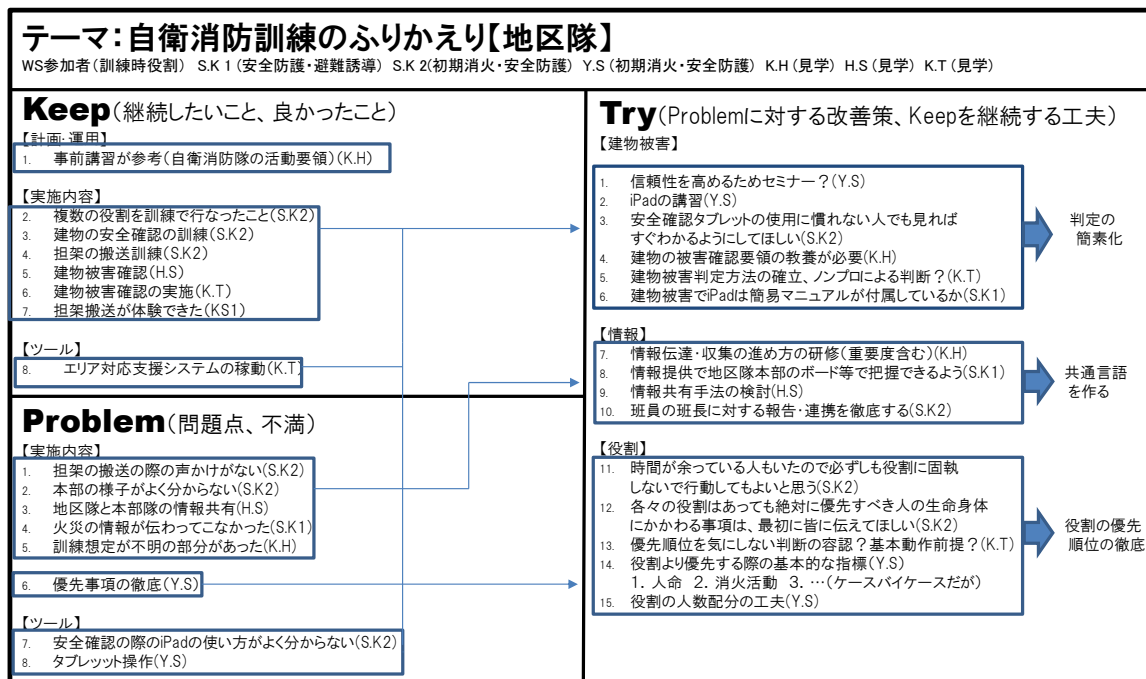 テーマ：自衛消防訓練のふりかえり【地区隊】
WS参加者（訓練時役割） S.K 1（安全防護・避難誘導） S.K 2（初期消火・安全防護） Y.S（初期消火・安全防護） K.H（見学） H.S（見学） K.T（見学）
Keep（継続したいこと、良かったこと）
【計画・運用】
1. 事前講習が参考（自衛消防隊の活動要領）（K.H）
【実施内容】
2. 複数の役割を訓練で行なったこと（S.K2）
3. 建物の安全確認の訓練（S.K2）
4. 担架の搬送訓練（S.K2）
5. 建物被害確認（H.S）
6. 建物被害確認の実施（K.T）
7. 担架搬送が体験できた（KS1）
【ツール】
8. エリア対応支援システムの稼動（K.T）
Problem（問題点、不満）
【実施内容】
1. 担架の搬送の際の声かけがない（S.K2）
2. 本部の様子がよく分からない（S.K2）
3. 地区隊と本部隊の情報共有（H.S）
4. 火災の情報が伝わってこなかった（S.K1）
5. 訓練想定が不明の部分があった（K.H）
6. 優先事項の徹底（Y.S）
【ツール】
7. 安全確認の際のiPadの使い方がよく分からない（S.K2）
8. タブレッット操作（Y.S）
Try（Problemに対する改善策、Keepを継続する工夫）
【建物被害】
1. 信頼性を高めるためセミナー？（Y.S）
2. iPadの講習（Y.S）
3. 安全確認タブレットの使用に慣れない人でも見れば
すぐわかるようにしてほしい（S.K2）
4. 建物の被害確認要領の教養が必要（K.H）
5. 建物被害判定方法の確立、ノンプロによる判断？（K.T）
6. 建物被害でiPadは簡易マニュアルが付属しているか（S.K1）
判定の
簡素化
【情報】
7. 情報伝達・収集の進め方の研修（重要度含む）（K.H）
8. 情報提供で地区隊本部のボード等で把握できるよう（S.K1）
9. 情報共有手法の検討（H.S）
10. 班員の班長に対する報告・連携を徹底する（S.K2）
共通言語
を作る
【役割】
11. 時間が余っている人もいたので必ずしも役割に固執
しないで行動してもよいと思う（S.K2）
12. 各々の役割はあっても絶対に優先すべき人の生命身体
にかかわる事項は、最初に皆に伝えてほしい（S.K2）
13. 優先順位を気にしない判断の容認？基本動作前提？（K.T）
14. 役割より優先する際の基本的な指標（Y.S）
1. 人命 2. 消火活動 3. …（ケースバイケースだが）
15. 役割の人数配分の工夫（Y.S）
役割の優先
順位の徹底